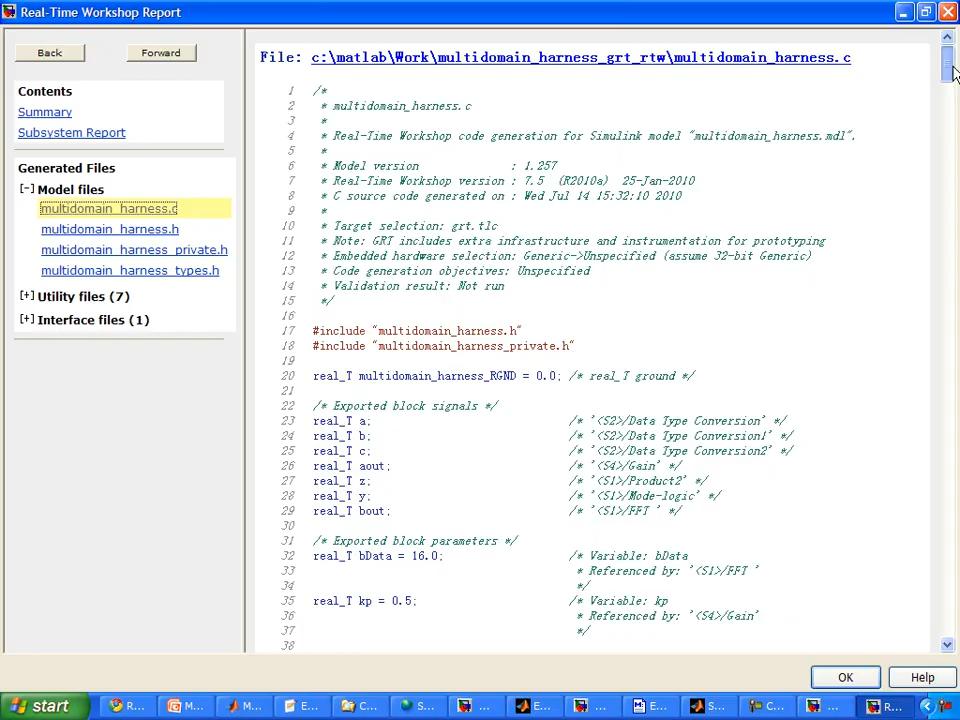 Real-Time Workshop Report
Back
Forward
Contents
Summary
Subsystem Report
Generated Files
[-] Model files
multidomain_harness.c
multidomain_harness.h
multidomain_harness_private.h
multidomain_harness_types.h
[+] Utility files (7)
[+] Interface files (1)
File: c:\matlab\Work\multidomain_harness_grt_rtw\multidomain_harness.c
1 /*
2 * multidomain_harness.c
3 *
4 * Real-Time Workshop code generation for Simulink model "multidomain_harness.mdl".
5 *
6 * Model version : 1.257
7 * Real-Time Workshop version : 7.5 (R2010a) 25-Jan-2010
8 * C source code generated on : Wed Jul 14 15:32:10 2010
9 *
10 * Target selection: grt.tlc
11 * Note: GRT includes extra infrastructure and instrumentation for prototyping
12 * Embedded hardware selection: Generic->Unspecified (assume 32-bit Generic)
13 * Code generation objectives: Unspecified
14 * Validation result: Not run
15 */
16
17 #include "multidomain_harness.h"
18 #include "multidomain_harness_private.h"
19
20 real_T multidomain_harness_RGND = 0.0; /* real_T ground */
21
22 /* Exported block signals */
23 real_T a; /* '<S2>/Data Type Conversion' */
24 real_T b; /* '<S2>/Data Type Conversion1' */
25 real_T c; /* '<S2>/Data Type Conversion2' */
26 real_T aout; /* '<S4>/Gain' */
27 real_T z; /* '<S1>/Product2' */
28 real_T y; /* '<S1>/Mode-logic' */
29 real_T bout; /* '<S1>/FFT ' */
30
31 /* Exported block parameters */
32 real_T bData = 16.0; /* Variable: bData
33 * Referenced by: '<S1>/FFT '
34 */
35 real_T kp = 0.5; /* Variable: kp
36 * Referenced by: '<S4>/Gain'
37 */
38
OK
Help
start
R...
M...
M...
E...
C...
S...
...
E...
...
E...
S...
C...
...
R...